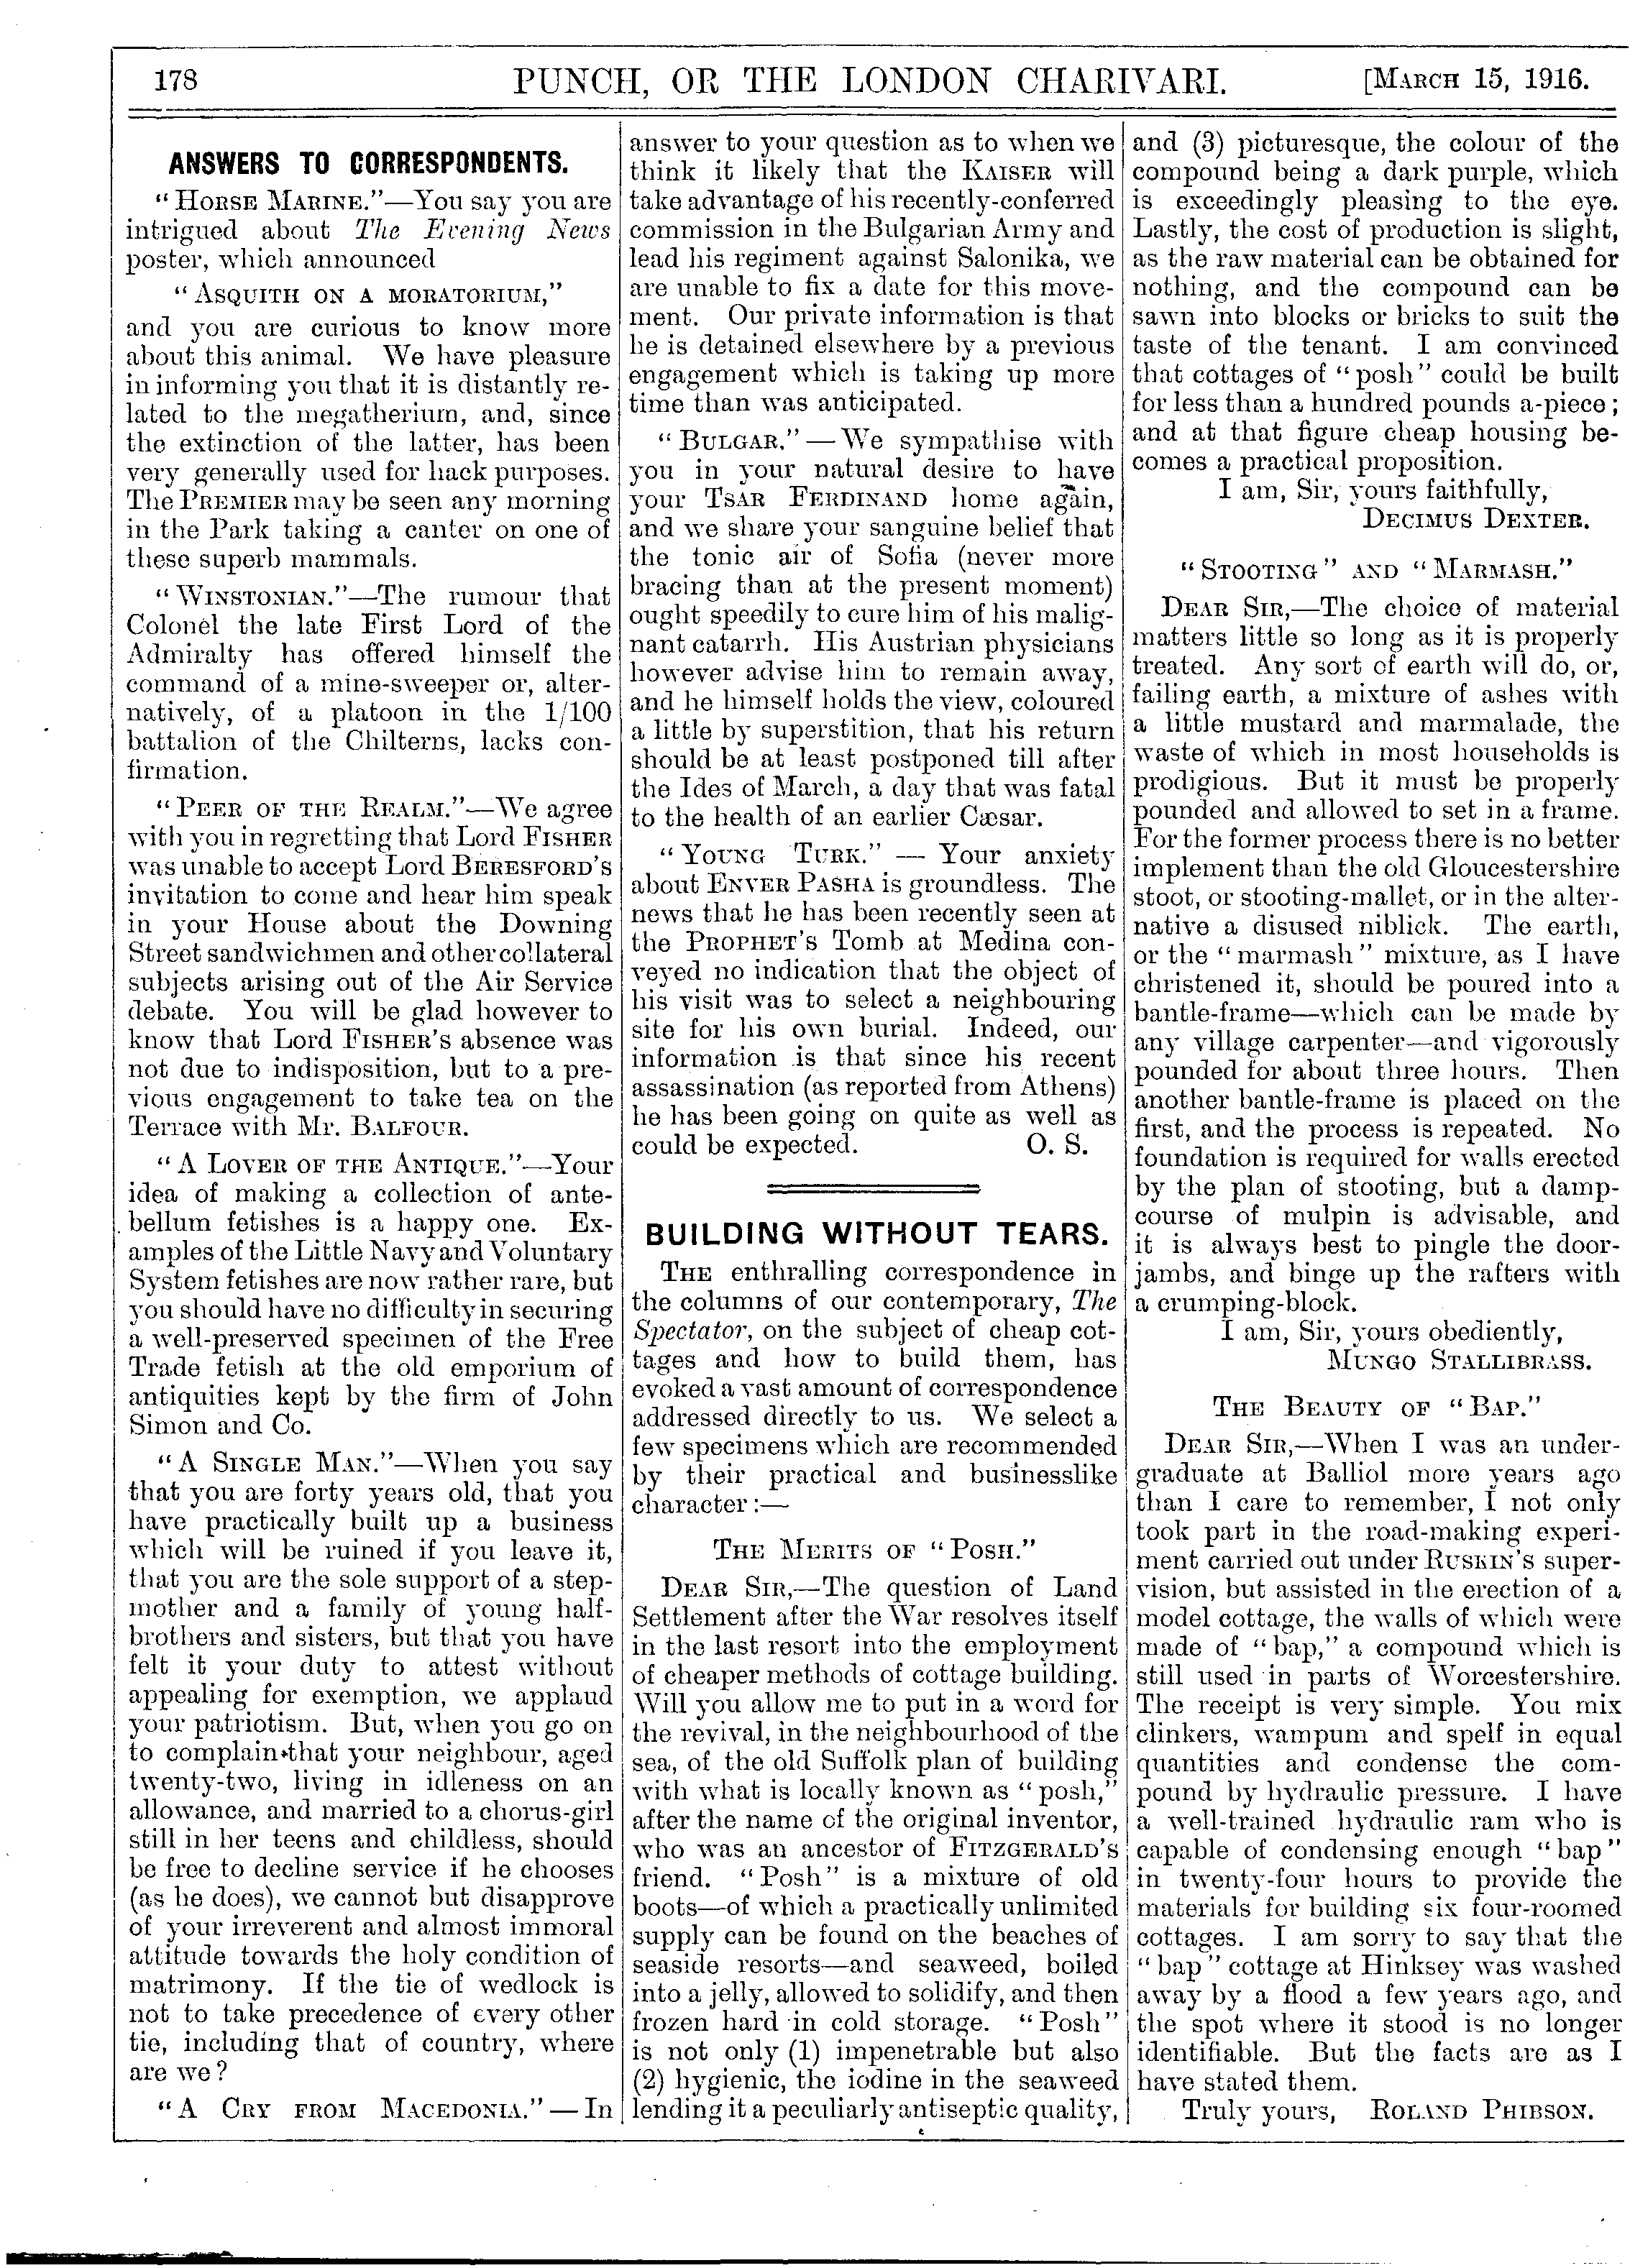 178
PUNCH, OR THE LONDON CHARIVARI.
[MARCH 15, 1916.
ANSWERS TO CORRESPONDENTS.
"HORSE MARINE."—You say you are
intrigued about The Evening News
poster, which announced
"ASQUITH ON A MORATORIUM,"
and you are curious to know more
about this animal. We have pleasure
in informing you that it is distantly re-
lated to the megatherium, and, since
the extinction of the latter, has been
very generally used for hack purposes.
The PREMIER may be seen any morning
in the Park taking a canter on one of
these superb mammals.
"WINSTONIAN."—The rumour that
Colonel the late First Lord of the
Admiralty has offered himself the
command of a mine-sweeper or, alter-
natively, of a platoon in the 1/100
battalion of the Chilterns, lacks con-
firmation.
"PEER OF THE REALM."—We agree
with you in regretting that Lord FISHER
was unable to accept Lord BERESFORD'S
invitation to come and hear him speak
in your House about the Downing
Street sandwichmen and other collateral
subjects arising out of the Air Service
debate. You will be glad however to
know that Lord FISHER'S absence was
not due to indisposition, but to a pre-
vious engagement to take tea on the
Terrace with Mr. BALFOUR.
"A LOVER OF THE ANTIQUE."—Your
idea of making a collection of ante-
bellum fetishes is a happy one. Ex-
amples of the Little Navy and Voluntary
System fetishes are now rather rare, but
you should have no difficulty in securing
a well-preserved specimen of the Free
Trade fetish at the old emporium of
antiquities kept by the firm of John
Simon and Co.
"A SINGLE MAN."—When you say
that you are forty years old, that you
have practically built up a business
which will be ruined if you leave it,
that you are the sole support of a step-
mother and a family of young half-
brothers and sisters, but that you have
felt it your duty to attest without
appealing for exemption, we applaud
your patriotism. But, when you go on
to complain that your neighbour, aged
twenty-two, living in idleness on an
allowance, and married to a chorus-girl
still in her teens and childless, should
be free to decline service if he chooses
(as he does), we cannot but disapprove
of your irreverent and almost immoral
attitude towards the holy condition of
matrimony. If the tie of wedlock is
not to take precedence of every other
tie, including that of country, where
are we?
"A CRY FROM MACEDONIA."—In
answer to your question as to when we
think it likely that the KAISER will
take advantage of his recently-conferred
commission in the Bulgarian Army and
lead his regiment against Salonika, we
are unable to fix a date for this move-
ment. Our private information is that
he is detained elsewhere by a previous
engagement which is taking up more
time than was anticipated.
"BULGAR."—We sympathise with
you in your natural desire to have
your TSAR FERDINAND home again,
and we share your sanguine belief that
the tonic air of Sofia (never more
bracing than at the present moment)
ought speedily to cure him of his malig-
nant catarrh. His Austrian physicians
however advise him to remain away,
and he himself holds the view, coloured
a little by superstition, that his return
should be at least postponed till after
the Ides of March, a day that was fatal
to the health of an earlier Cæsar.
"YOUNG TURK."—Your anxiety
about ENVER PASHA is groundless. The
news that he has been recently seen at
the PROPHET'S Tomb at Medina con-
veyed no indication that the object of
his visit was to select a neighbouring
site for his own burial. Indeed, our
information is that since his recent
assassination (as reported from Athens)
he has been going on quite as well as
could be expected. O. S.
BUILDING WITHOUT TEARS.
THE enthralling correspondence in
the columns of our contemporary, The
Spectator, on the subject of cheap cot-
tages and how to build them, has
evoked a vast amount of correspondence
addressed directly to us. We select a
few specimens which are recommended
by their practical and businesslike
character:—
THE MERITS OF "POSH."
DEAR SIR,—The question of Land
Settlement after the War resolves itself
in the last resort into the employment
of cheaper methods of cottage building.
Will you allow me to put in a word for
the revival, in the neighbourhood of the
sea, of the old Suffolk plan of building
with what is locally known as "posh,"
after the name of the original inventor,
who was an ancestor of FITZGERALD'S
friend. "Posh" is a mixture of old
boots—of which a practically unlimited
supply can be found on the beaches of
seaside resorts—and seaweed, boiled
into a jelly, allowed to solidify, and then
frozen hard in cold storage. "Posh"
is not only (1) impenetrable but also
(2) hygienic, the iodine in the seaweed
lending it a peculiarly antiseptic quality,
and (3) picturesque, the colour of the
compound being a dark purple, which
is exceedingly pleasing to the eye.
Lastly, the cost of production is slight,
as the raw material can be obtained for
nothing, and the compound can be
sawn into blocks or bricks to suit the
taste of the tenant. I am convinced
that cottages of "posh" could be built
for less than a hundred pounds a-piece;
and at that figure cheap housing be-
comes a practical proposition.
I am, Sir, yours faithfully,
DECIMUS DEXTER.
"STOOTING" AND "MARMASH."
DEAR SIR,—The choice of material
matters little so long as it is properly
treated. Any sort of earth will do, or,
failing earth, a mixture of ashes with
a little mustard and marmalade, the
waste of which in most households is
prodigious. But it must be properly
pounded and allowed to set in a frame.
For the former process there is no better
implement than the old Gloucestershire
stoot, or stooting-mallet, or in the alter-
native a disused niblick. The earth,
or the "marmash" mixture, as I have
christened it, should be poured into a
bantle-frame—which can be made by
any village carpenter—and vigorously
pounded for about three hours. Then
another bantle-frame is placed on the
first, and the process is repeated. No
foundation is required for walls erected
by the plan of stooting, but a damp-
course of mulpin is advisable, and
it is always best to pingle the door-
jambs, and binge up the rafters with
a crumping-block.
I am, Sir, yours obediently,
MUNGO STALLIBRASS.
THE BEAUTY OF "BAP."
DEAR SIR,—When I was an under-
graduate at Balliol more years ago
than I care to remember, I not only
took part in the road-making experi-
ment carried out under RUSKIN'S super-
vision, but assisted in the erection of a
model cottage, the walls of which were
made of "bap," a compound which is
still used in parts of Worcestershire.
The receipt is very simple. You mix
clinkers, wampum and spelf in equal
quantities and condense the com-
pound by hydraulic pressure. I have
a well-trained hydraulic ram who is
capable of condensing enough "bap"
in twenty-four hours to provide the
materials for building six four-roomed
cottages. I am sorry to say that the
"bap" cottage at Hinksey was washed
away by a flood a few years ago, and
the spot where it stood is no longer
identifiable. But the facts are as I
have stated them.
Truly yours, ROLAND PHIBSON.